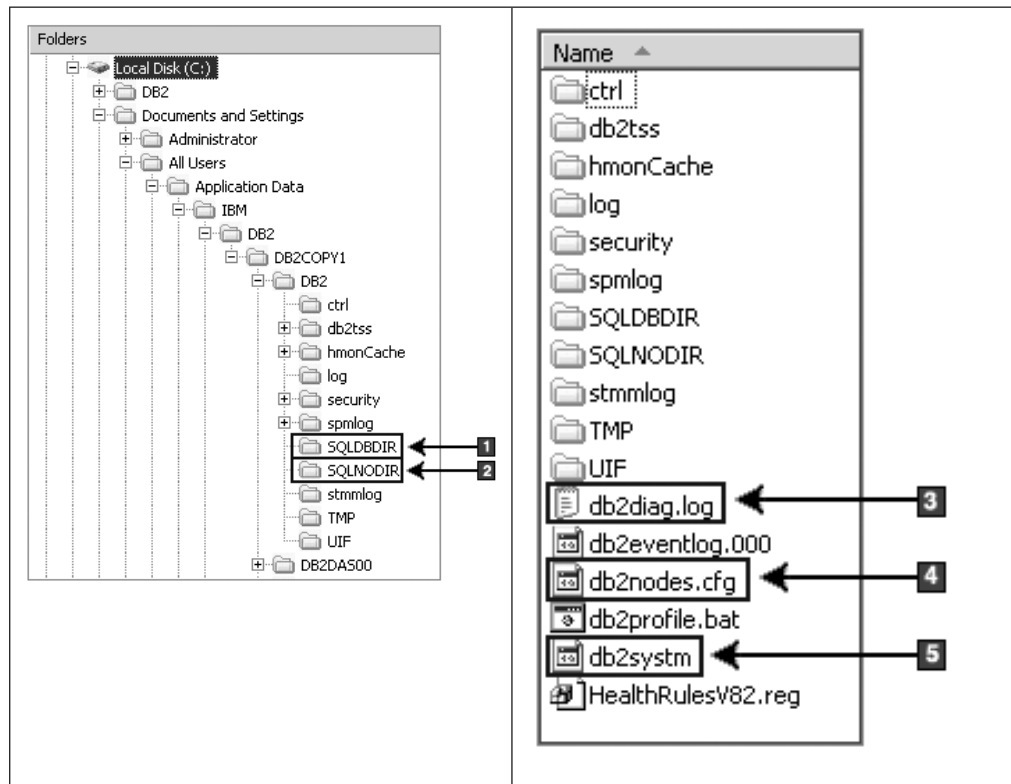 Folders
Local Disk (C:)
DB2
Documents and Settings
Administrator
All Users
Application Data
IBM
DB2
DB2COPY1
DB2
ctrl
db2tss
hmonCache
log
security
spmlog
SQLDBDIR 1
SQLNODIR 2
stmmlog
TMP
UIF
DB2DAS00
Name
ctrl
db2tss
hmonCache
log
security
spmlog
SQLDBDIR
SQLNODIR
stmmlog
TMP
UIF
db2diag.log 3
db2eventlog.000
db2nodes.cfg 4
db2profile.bat
db2systm 5
HealthRulesV82.reg